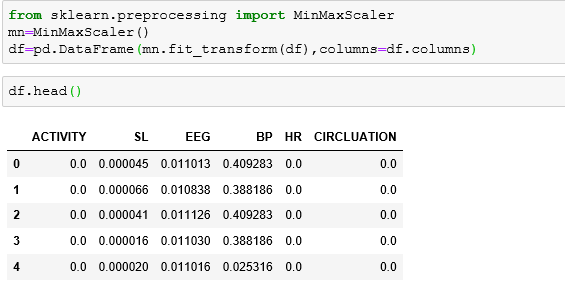 from sklearn.preprocessing import MinMaxScaler
mn=MinMaxScaler()
df=pd.DataFrame(mn.fit_transform(df),columns=df.columns)
df.head()
ACTIVITY SL EEG BP HR CIRCLUATION
0 0.0 0.000045 0.011013 0.409283 0.0 0.0
1 0.0 0.000066 0.010838 0.388186 0.0 0.0
2 0.0 0.000041 0.011126 0.409283 0.0 0.0
3 0.0 0.000016 0.011030 0.388186 0.0 0.0
4 0.0 0.000020 0.011016 0.025316 0.0 0.0